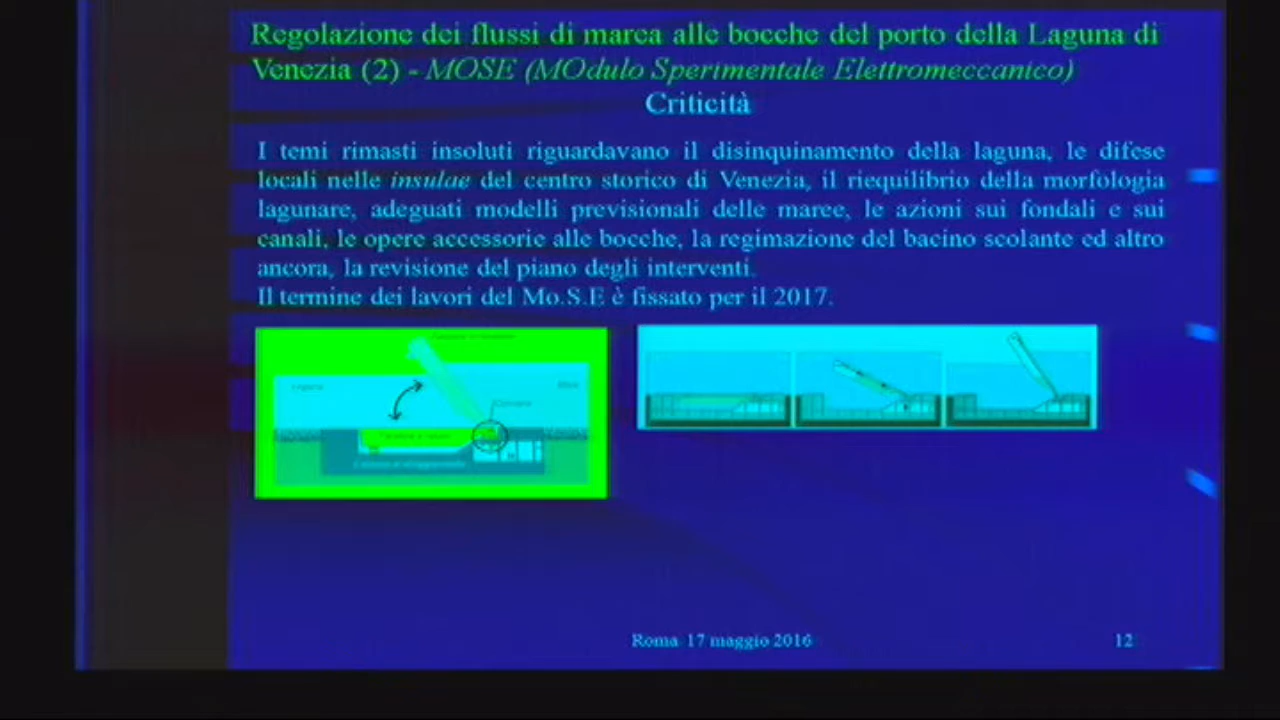 Regolazione dei flussi di marea alle bocche del porto della Laguna di
Venezia (2) - MOSE (MOdulo Sperimentale Elettromeccanico)
Criticità
I temi rimasti insoluti riguardavano il disinquinamento della laguna, le difese
locali nelle insulae del centro storico di Venezia, il riequilibrio della morfologia
lagunare, adeguati modelli previsionali delle maree, le azioni sui fondali e sui
canali, le opere accessorie alle bocche, la regimazione del bacino scolante ed altro
ancora, la revisione del piano degli interventi.
Il termine dei lavori del Mo.S.E è fissato per il 2017.
Laguna
Mare
Cerniera
Roma 17 maggio 2016
12